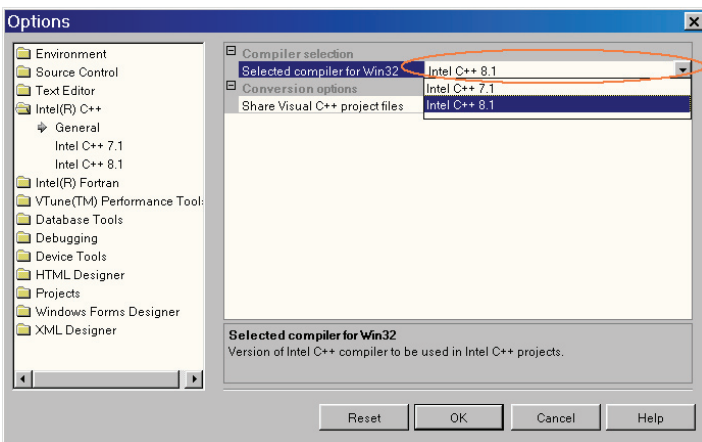 Options
Environment
Source Control
Text Editor
Intel(R) C++
General
Intel C++ 7.1
Intel C++ 8.1
Intel(R) Fortran
VTune(TM) Performance Tool
Database Tools
Debugging
Device Tools
HTML Designer
Projects
Windows Forms Designer
XML Designer
Compiler selection
Selected compiler for Win32 Intel C++ 8.1
Intel C++ 7.1
Conversion options
Share Visual C++ project files Intel C++ 8.1
Selected compiler for Win32
Version of Intel C++ compiler to be used in Intel C++ projects.
Reset OK Cancel Help